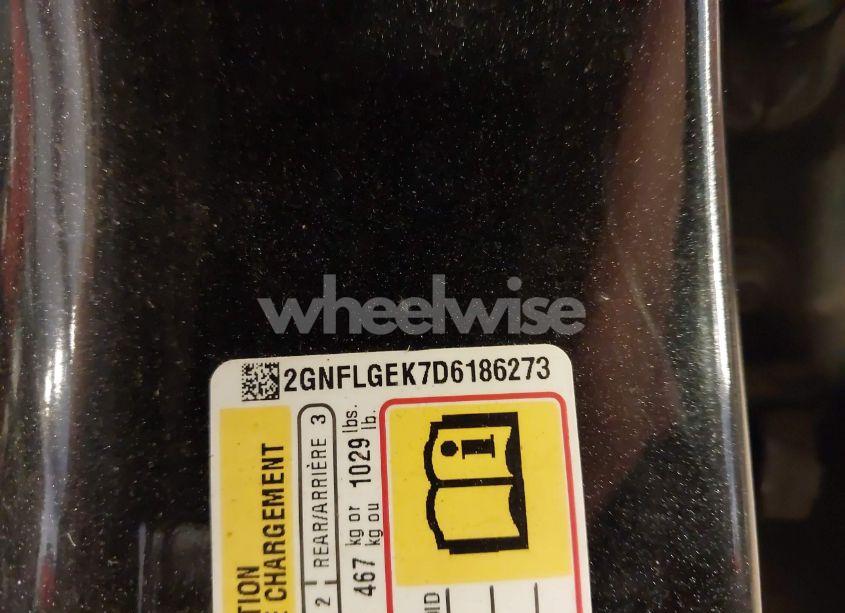 wheelwise
2GNFLGEK7D6186273
TION
E CHARGEMENT
2 REAR/ARRIÈRE 3
467 kg or 1029 lbs.
kg ou lb.